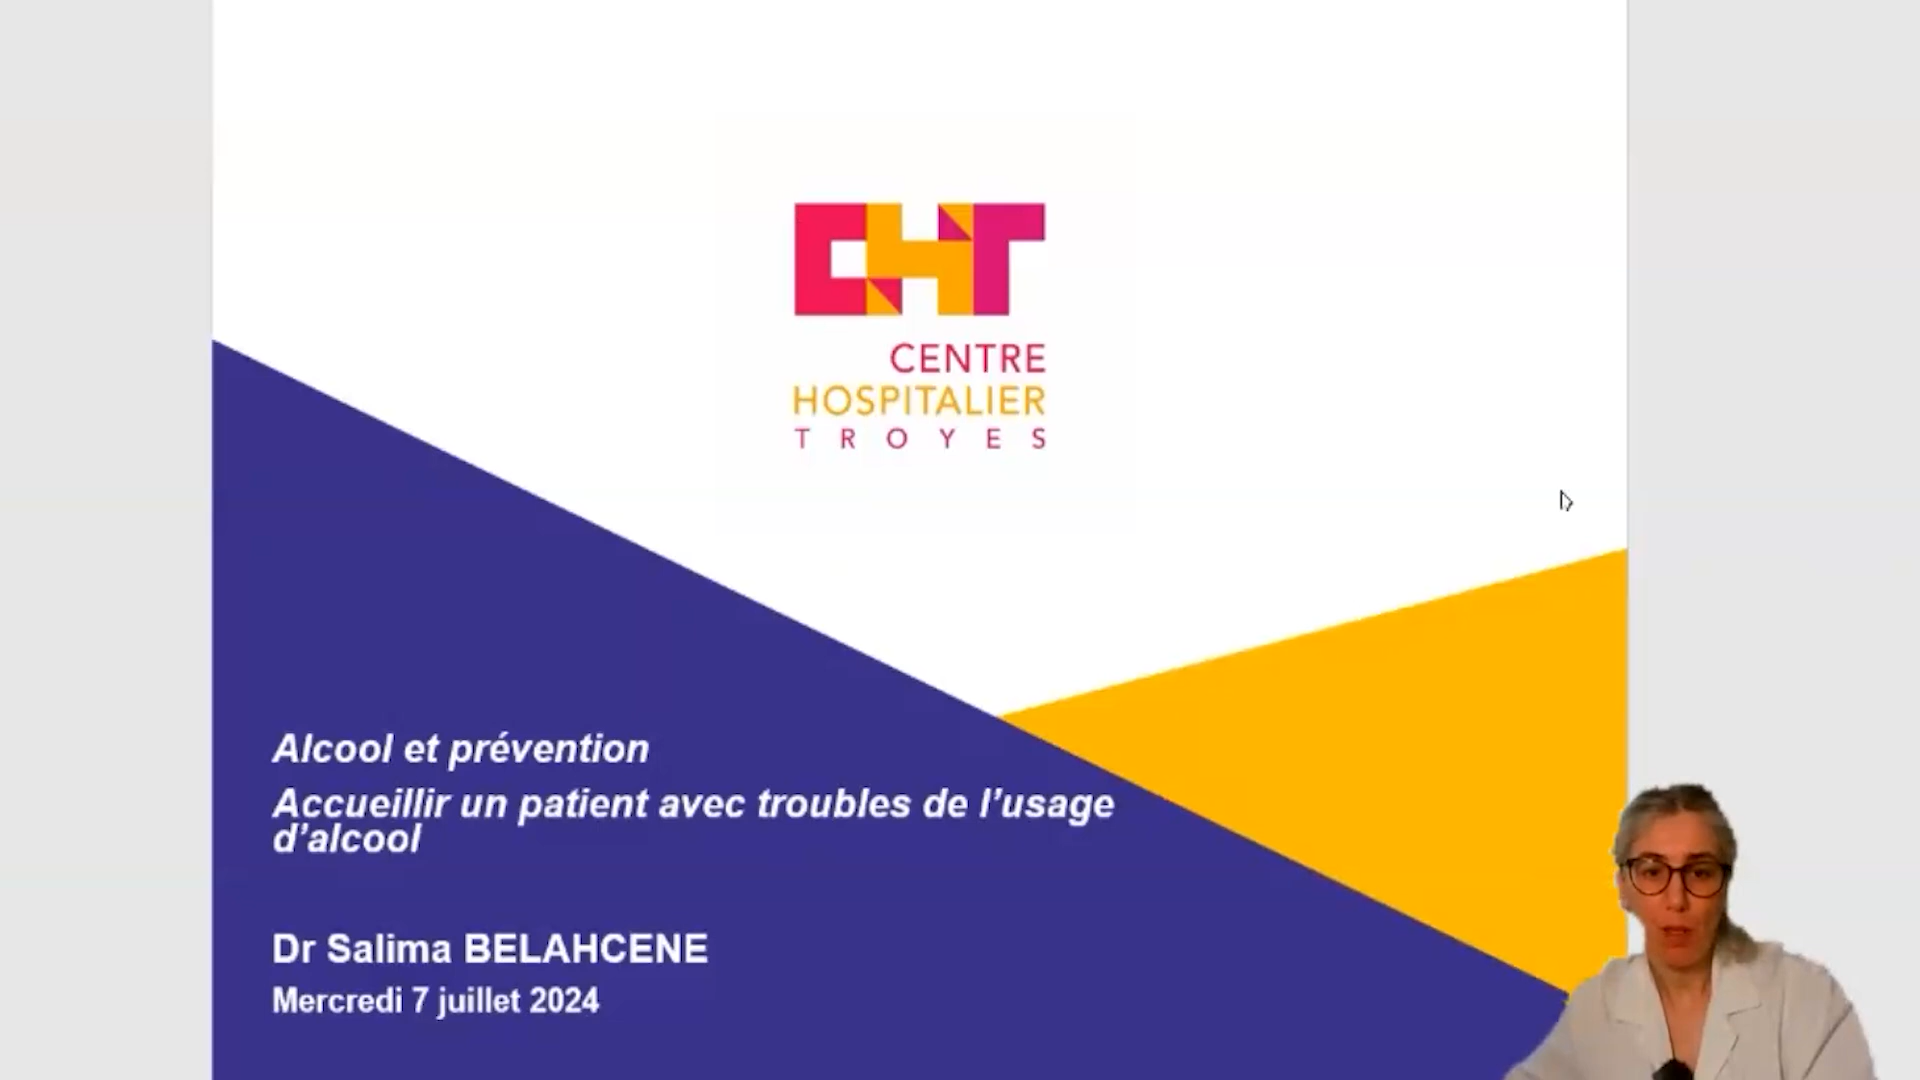 CHT
CENTRE
HOSPITALIER
TROYES
Alcool et prévention
Accueillir un patient avec troubles de l’usage
d’alcool
Dr Salima BELAHCENE
Mercredi 7 juillet 2024